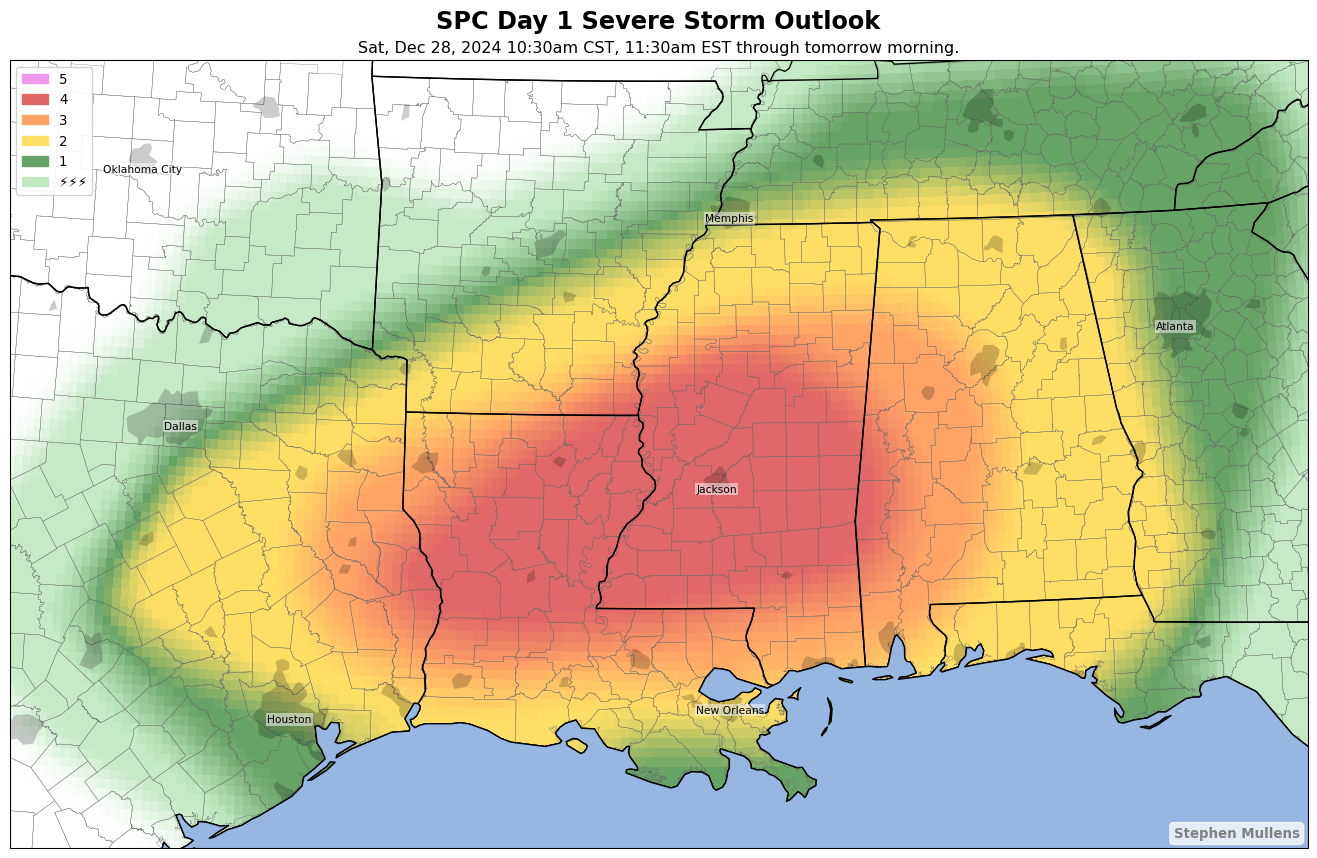 SPC Day 1 Severe Storm Outlook
Sat, Dec 28, 2024 10:30am CST, 11:30am EST through tomorrow morning.
5
4
3
2
1
⚡⚡⚡
Oklahoma City
Memphis
Atlanta
Dallas
Jackson
New Orleans
Houston
Stephen Mullens